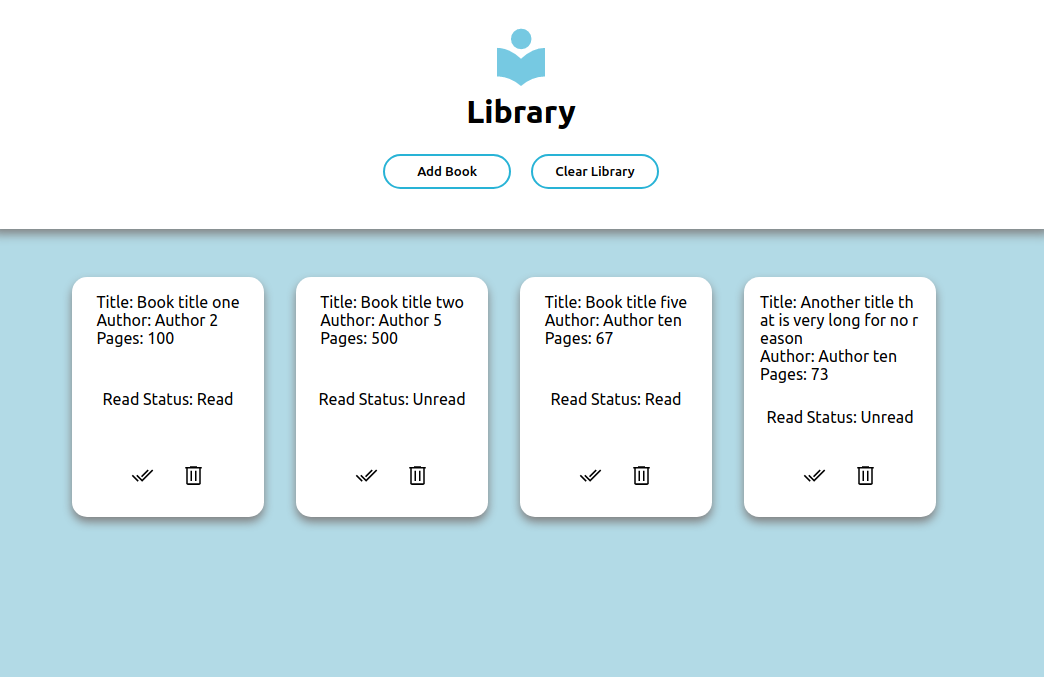 Library
Add Book
Clear Library
Title: Book title one
Author: Author 2
Pages: 100
Read Status: Read
Title: Book title two
Author: Author 5
Pages: 500
Read Status: Unread
Title: Book title five
Author: Author ten
Pages: 67
Read Status: Read
Title: Another title th
at is very long for no r
eason
Author: Author ten
Pages: 73
Read Status: Unread